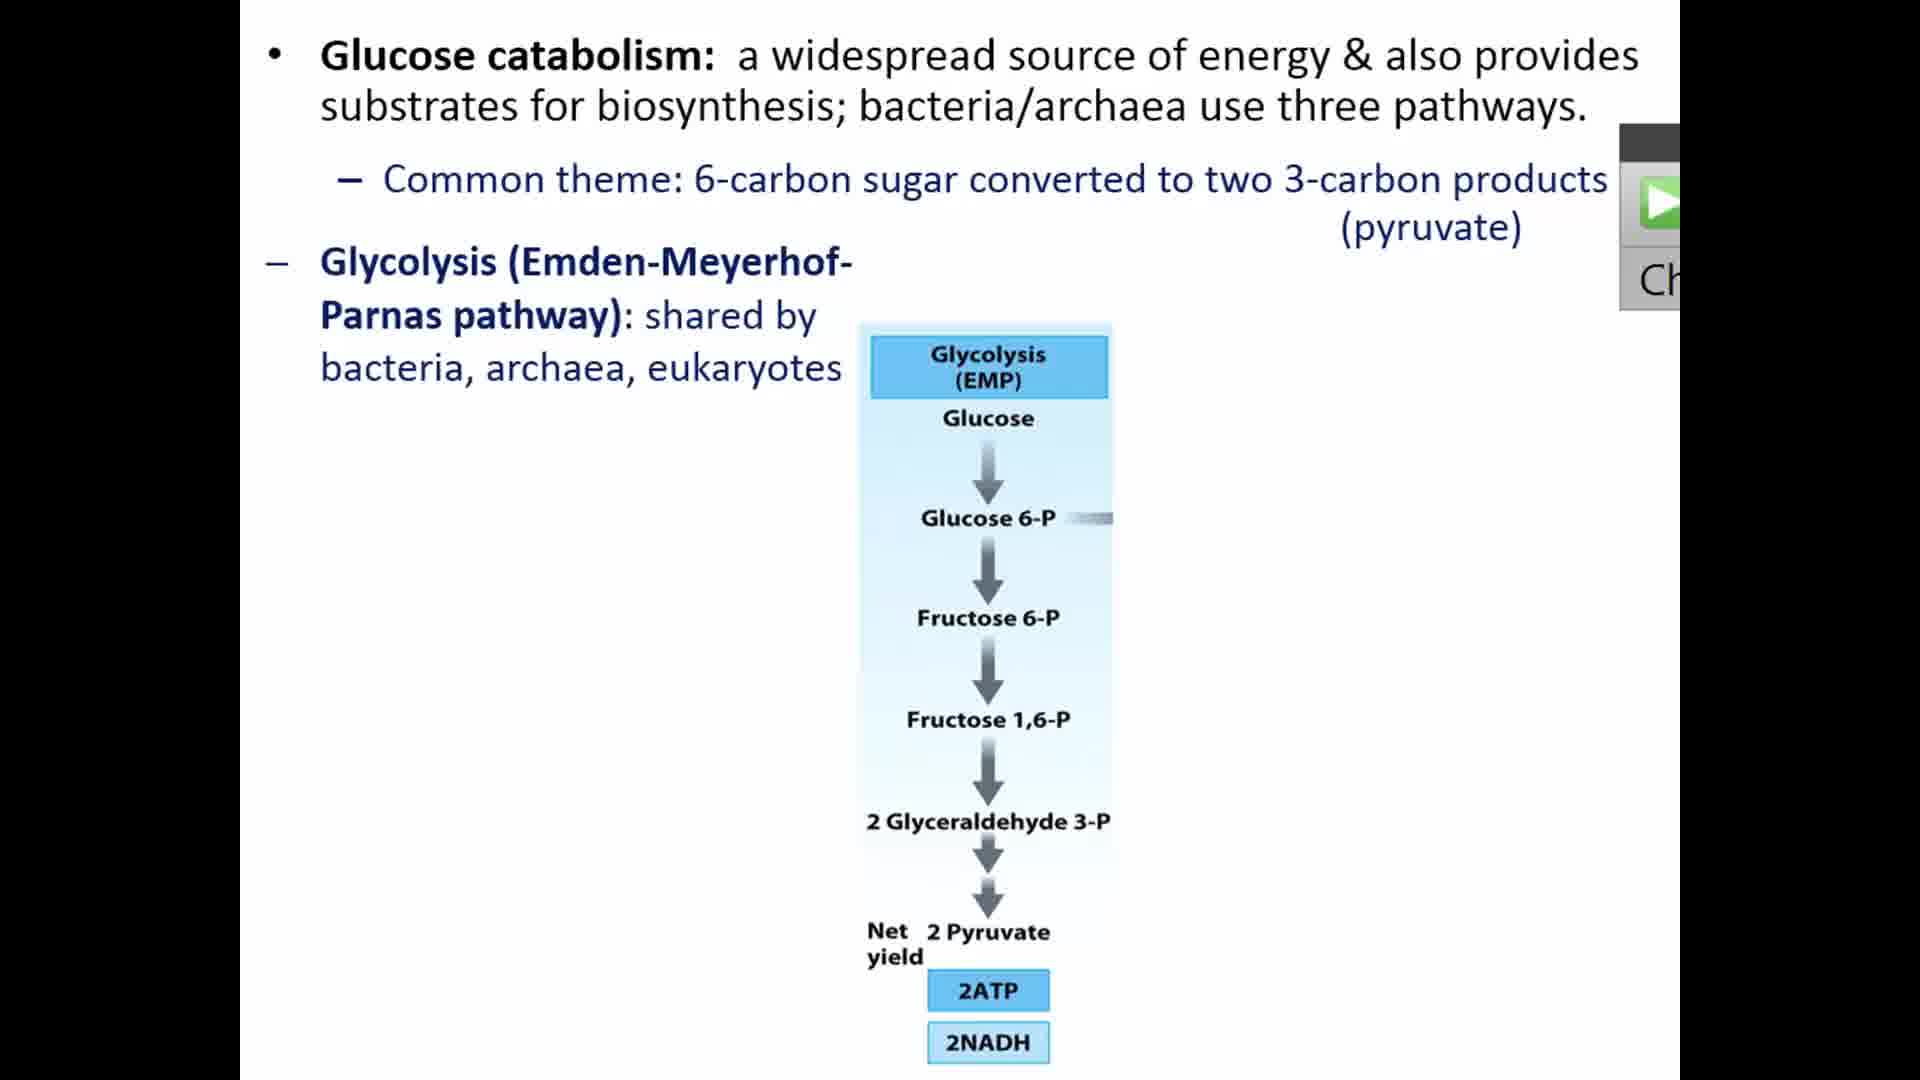 • Glucose catabolism: a widespread source of energy & also provides
substrates for biosynthesis; bacteria/archaea use three pathways.
– Common theme: 6-carbon sugar converted to two 3-carbon products
(pyruvate)
– Glycolysis (Emden-Meyerhof-
Parnas pathway): shared by
bacteria, archaea, eukaryotes
Ch
Glycolysis
(EMP)
Glucose
Glucose 6-P
Fructose 6-P
Fructose 1,6-P
2 Glyceraldehyde 3-P
Net 2 Pyruvate
yield
2ATP
2NADH